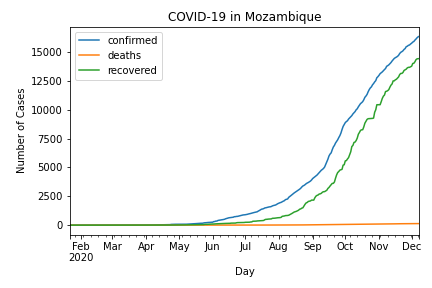 COVID-19 in Mozambique
confirmed
deaths
recovered
Number of Cases
15000
12500
10000
7500
5000
2500
0
Feb Mar Apr May Jun Jul Aug Sep Oct Nov Dec
2020
Day